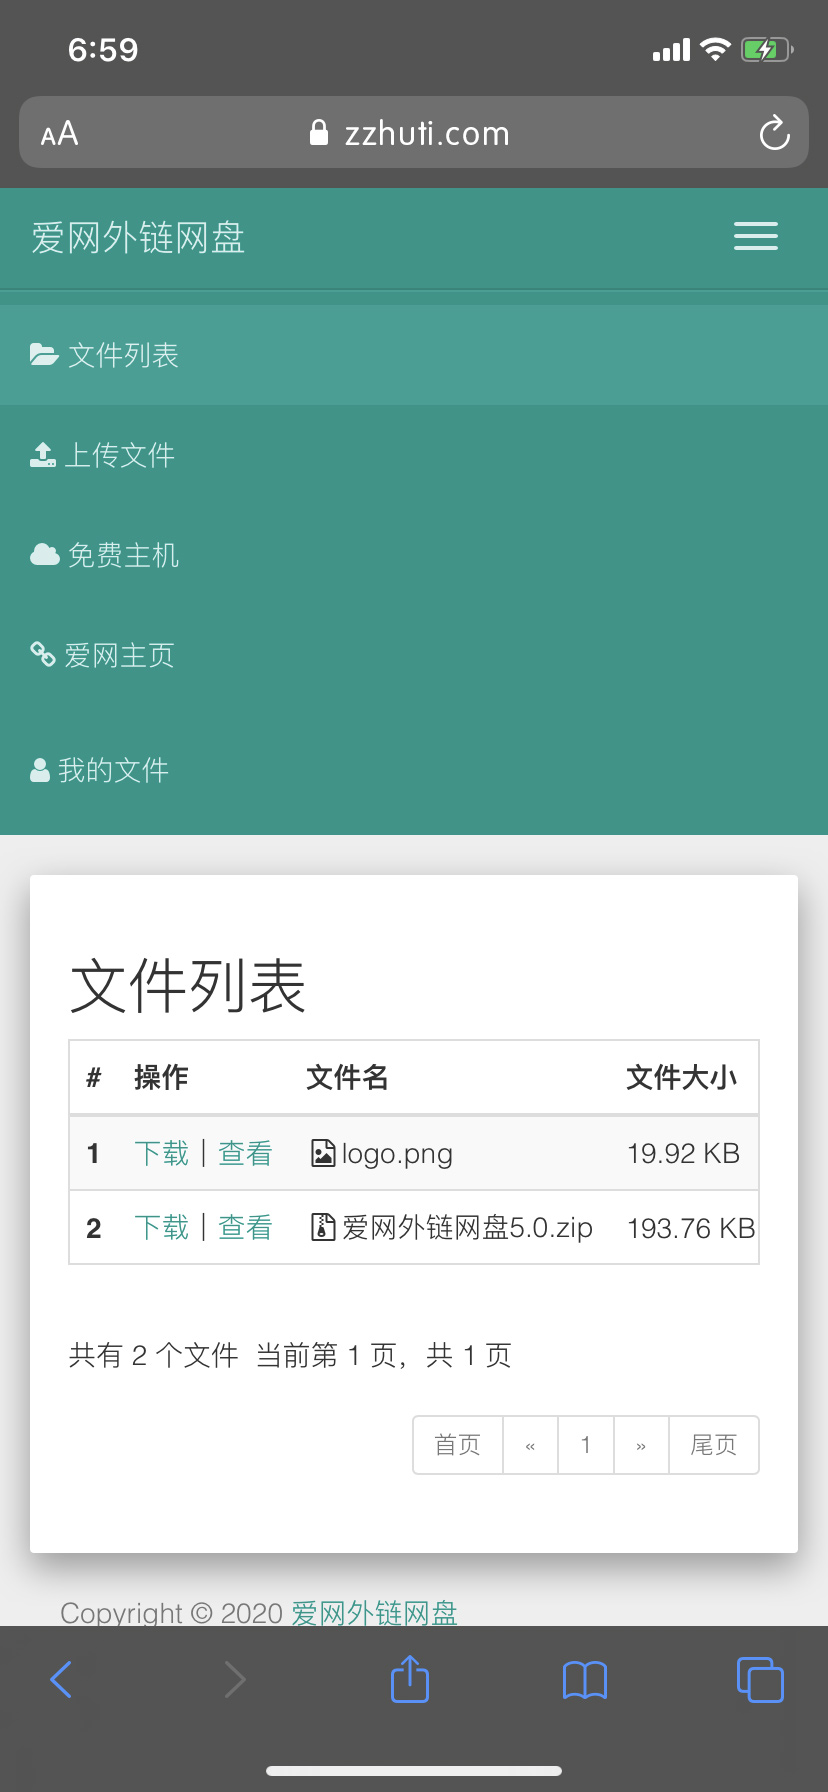 6:59
AA zzhuti.com
爱网外链网盘
文件列表
上传文件
免费主机
爱网主页
我的文件
文件列表
# 操作 文件名 文件大小
1 下载 | 查看 logo.png 19.92 KB
2 下载 | 查看 爱网外链网盘5.0.zip 193.76 KB
共有 2 个文件 当前第 1 页，共 1 页
首页 « 1 » 尾页
Copyright © 2020 爱网外链网盘